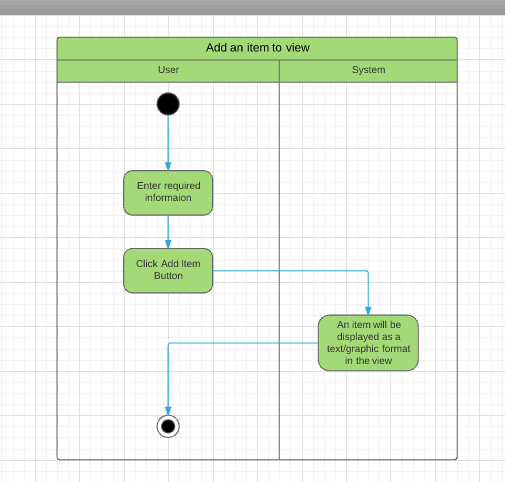 Add an item to view
User
System
Enter required
informaion
Click Add Item
Button
An item will be
displayed as a
text/graphic format
in the view